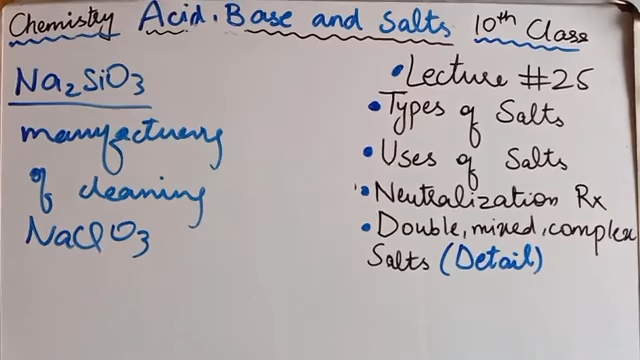 Chemistry Acid, Base and Salts 10th Class
Na₂SiO₃
manufacturing
of cleaning
NaClO₃
• Lecture #25
• Types of Salts
• Uses of Salts
• Neutralization Rx
• Double, mixed, complex
Salts (Detail)